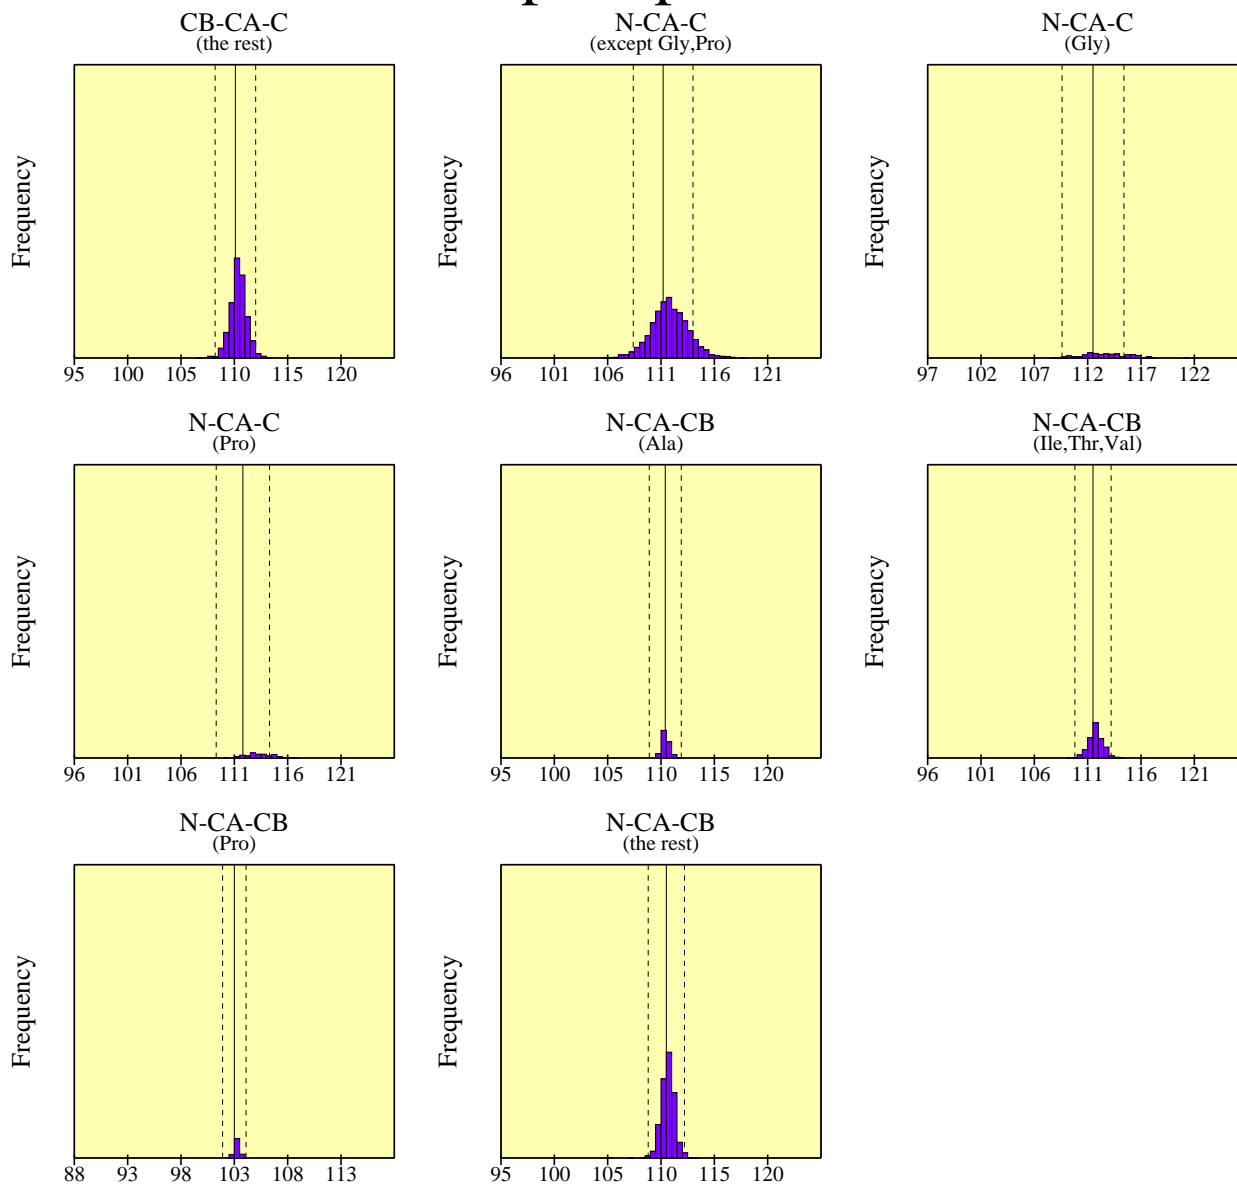 CB-CA-C
(the rest)
Frequency
95 100 105 110 115 120
N-CA-C
(except Gly,Pro)
Frequency
96 101 106 111 116 121
N-CA-C
(Gly)
Frequency
97 102 107 112 117 122
N-CA-C
(Pro)
Frequency
96 101 106 111 116 121
N-CA-CB
(Ala)
Frequency
95 100 105 110 115 120
N-CA-CB
(Ile,Thr,Val)
Frequency
96 101 106 111 116 121
N-CA-CB
(Pro)
Frequency
88 93 98 103 108 113
N-CA-CB
(the rest)
Frequency
95 100 105 110 115 120